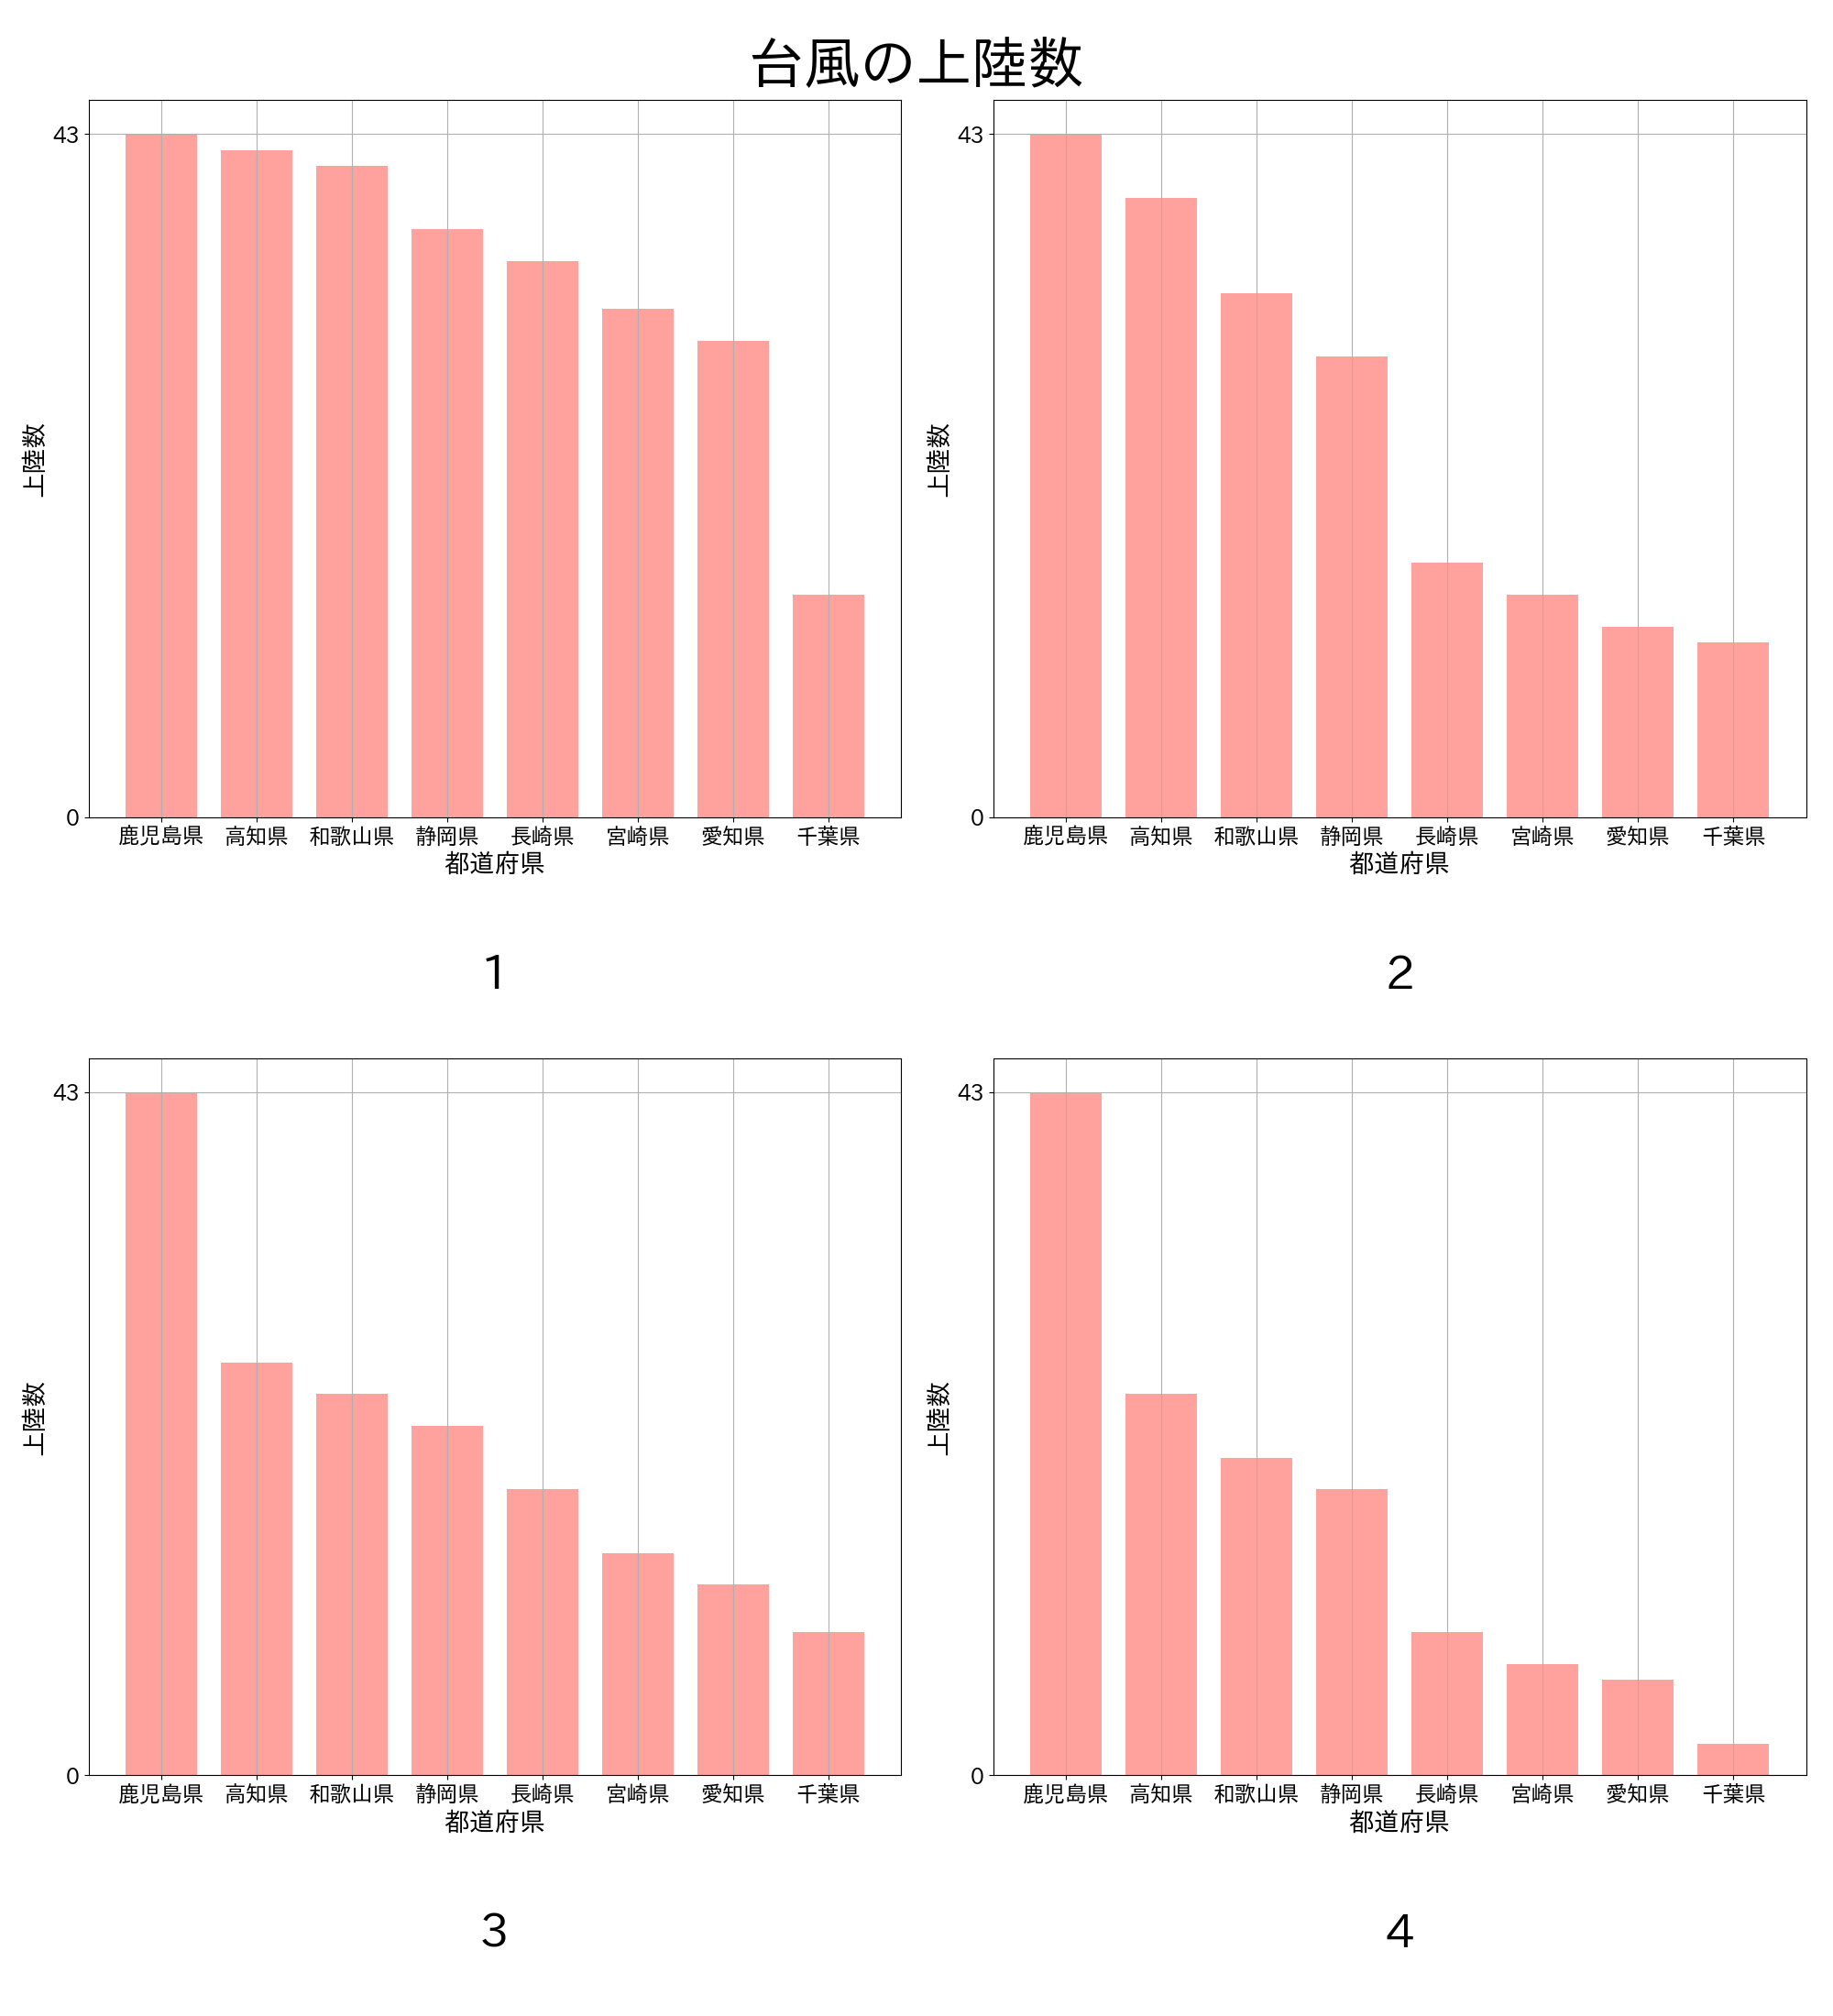 台風の上陸数
43
0
上陸数
鹿児島県 高知県 和歌山県 静岡県 長崎県 宮崎県 愛知県 千葉県
都道府県
1
43
0
上陸数
鹿児島県 高知県 和歌山県 静岡県 長崎県 宮崎県 愛知県 千葉県
都道府県
2
43
0
上陸数
鹿児島県 高知県 和歌山県 静岡県 長崎県 宮崎県 愛知県 千葉県
都道府県
3
43
0
上陸数
鹿児島県 高知県 和歌山県 静岡県 長崎県 宮崎県 愛知県 千葉県
都道府県
4